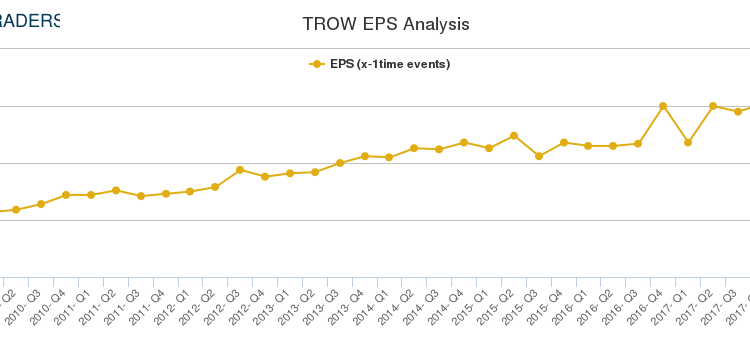 RADERS
TROW EPS Analysis
EPS (x-1time events)
- Q2
2010- Q3
2010- Q4
2011- Q1
2011- Q2
2011- Q3
2011- Q4
2012- Q1
2012- Q2
2012- Q3
2012- Q4
2013- Q1
2013- Q2
2013- Q3
2013- Q4
2014- Q1
2014- Q2
2014- Q3
2014- Q4
2015- Q1
2015- Q2
2015- Q3
2015- Q4
2016- Q1
2016- Q2
2016- Q3
2016- Q4
2017- Q1
2017- Q2
2017- Q3
2017-